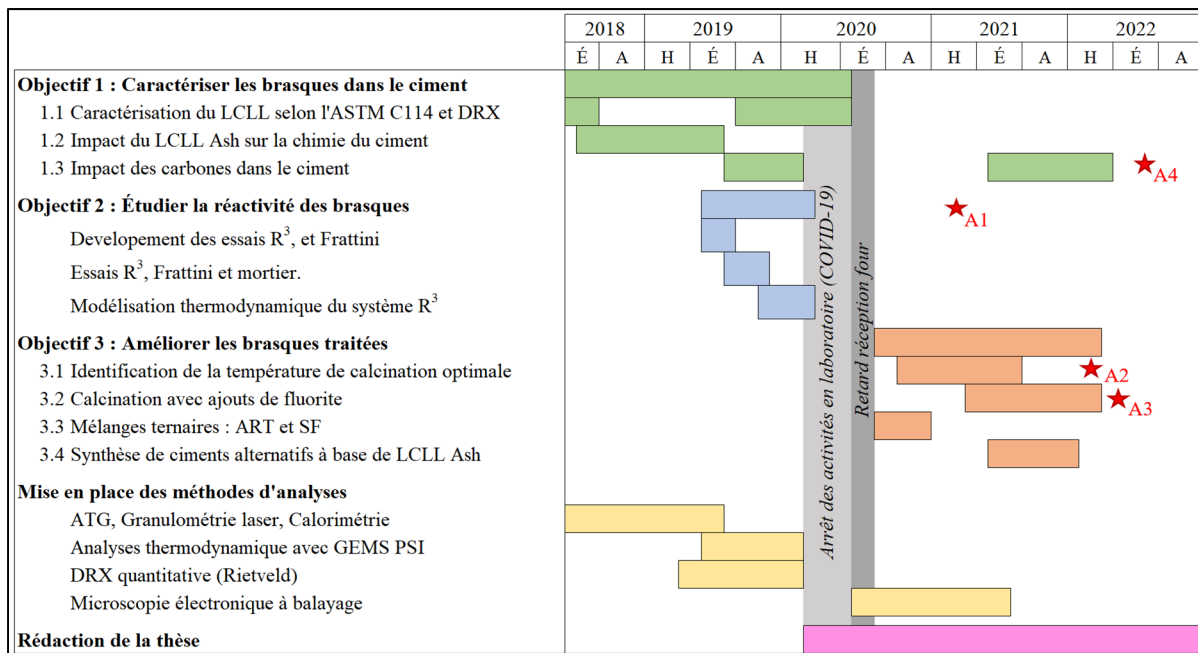 2018 2019 2020 2021 2022
É A H É A H É A H É A H É A
Objectif 1 : Caractériser les brasques dans le ciment
1.1 Caractérisation du LCLL selon l'ASTM C114 et DRX
1.2 Impact du LCLL Ash sur la chimie du ciment
1.3 Impact des carbones dans le ciment
A4
Objectif 2 : Étudier la réactivité des brasques
A1
Developement des essais R³, et Frattini
Essais R³, Frattini et mortier.
Modélisation thermodynamique du système R³
Arrêt des activités en laboratoire (COVID-19)
Retard réception four
Objectif 3 : Améliorer les brasques traitées
3.1 Identification de la température de calcination optimale
A2
3.2 Calcination avec ajouts de fluorite
A3
3.3 Mélanges ternaires : ART et SF
3.4 Synthèse de ciments alternatifs à base de LCLL Ash
Mise en place des méthodes d'analyses
ATG, Granulométrie laser, Calorimétrie
Analyses thermodynamique avec GEMS PSI
DRX quantitative (Rietveld)
Microscopie électronique à balayage
Rédaction de la thèse